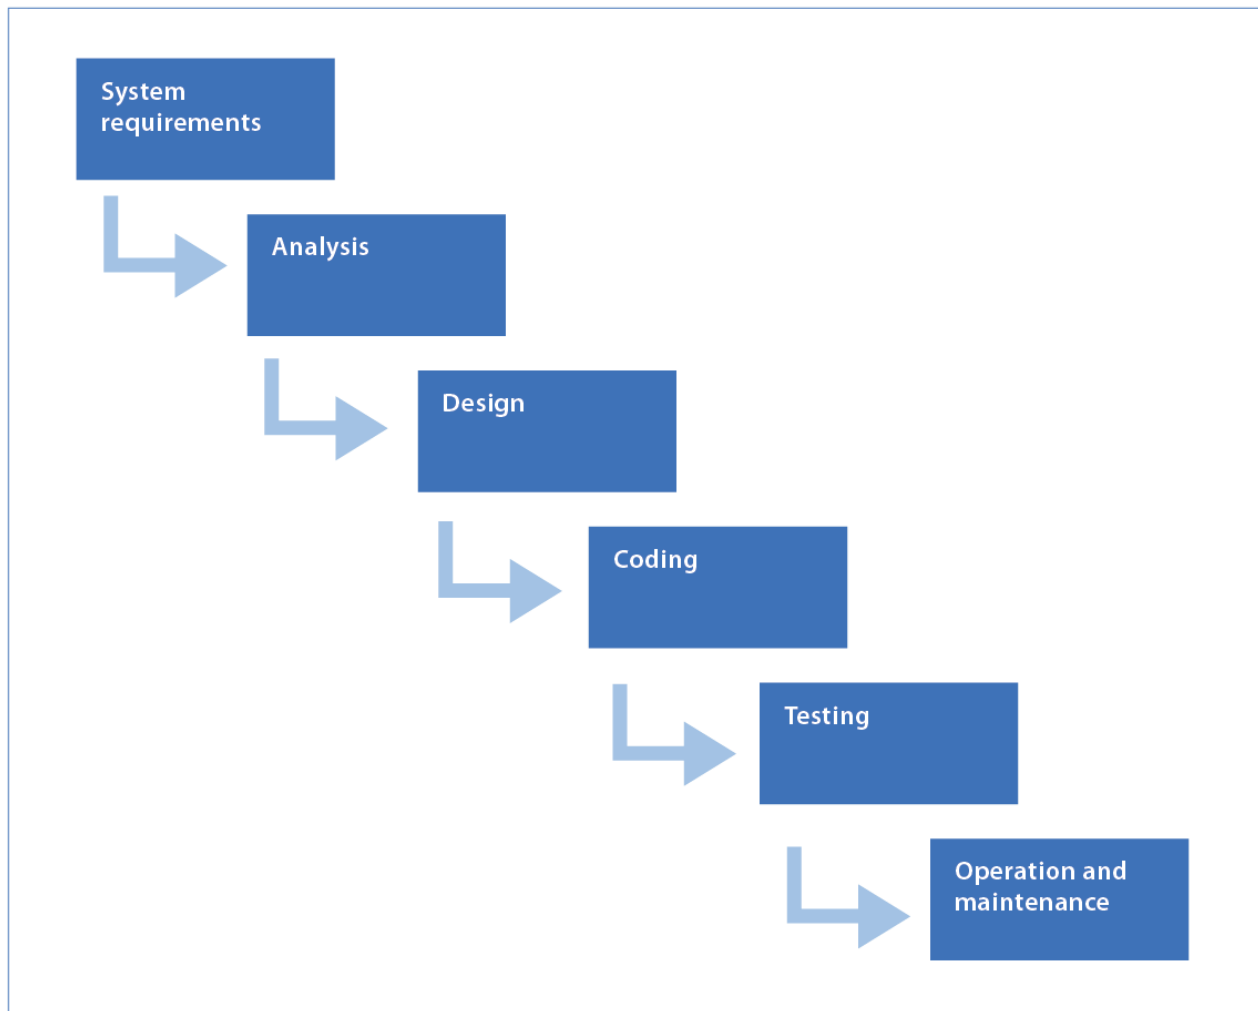 System
requirements
Analysis
Design
Coding
Testing
Operation and
maintenance